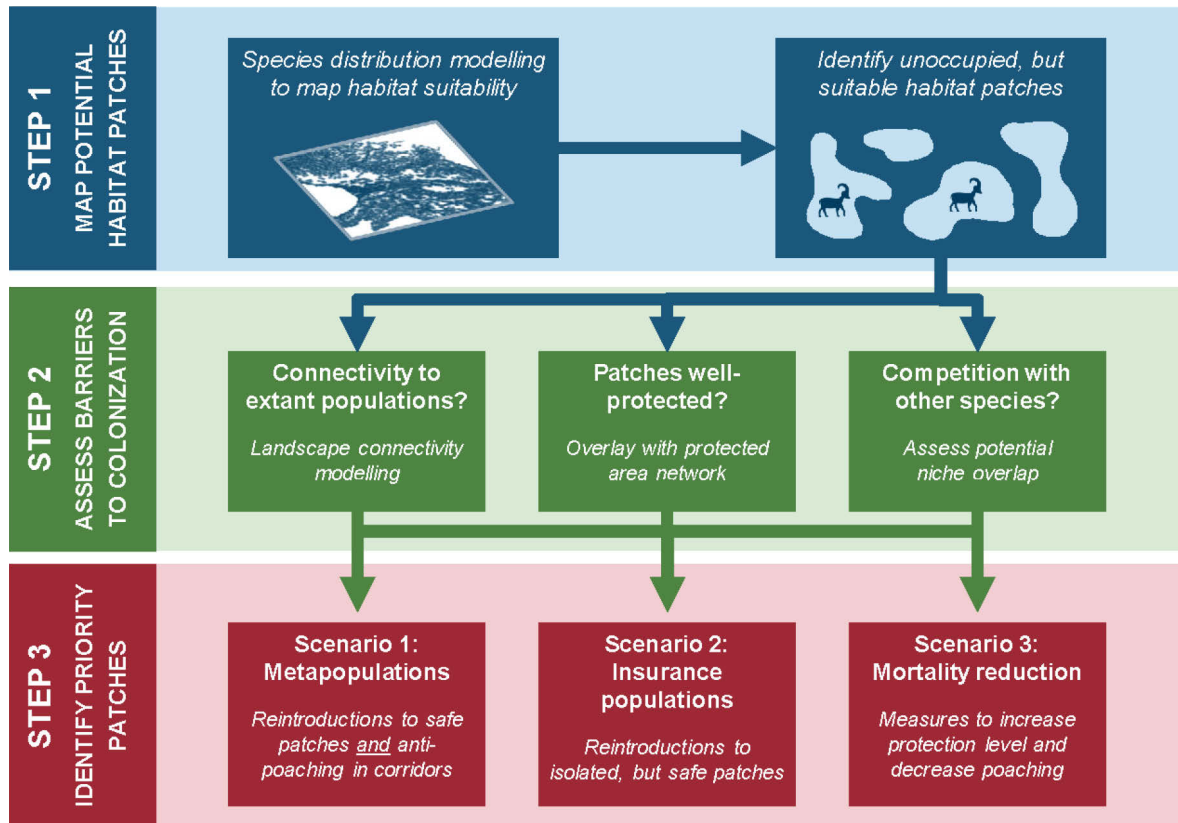 STEP 1
MAP POTENTIAL
HABITAT PATCHES
Species distribution modelling
to map habitat suitability
Identify unoccupied, but
suitable habitat patches
STEP 2
ASSESS BARRIERS
TO COLONIZATION
Connectivity to
extant populations?
Landscape connectivity
modelling
Patches well-
protected?
Overlay with protected
area network
Competition with
other species?
Assess potential
niche overlap
STEP 3
IDENTIFY PRIORITY
PATCHES
Scenario 1:
Metapopulations
Reintroductions to safe
patches and anti-
poaching in corridors
Scenario 2:
Insurance
populations
Reintroductions to
isolated, but safe patches
Scenario 3:
Mortality reduction
Measures to increase
protection level and
decrease poaching